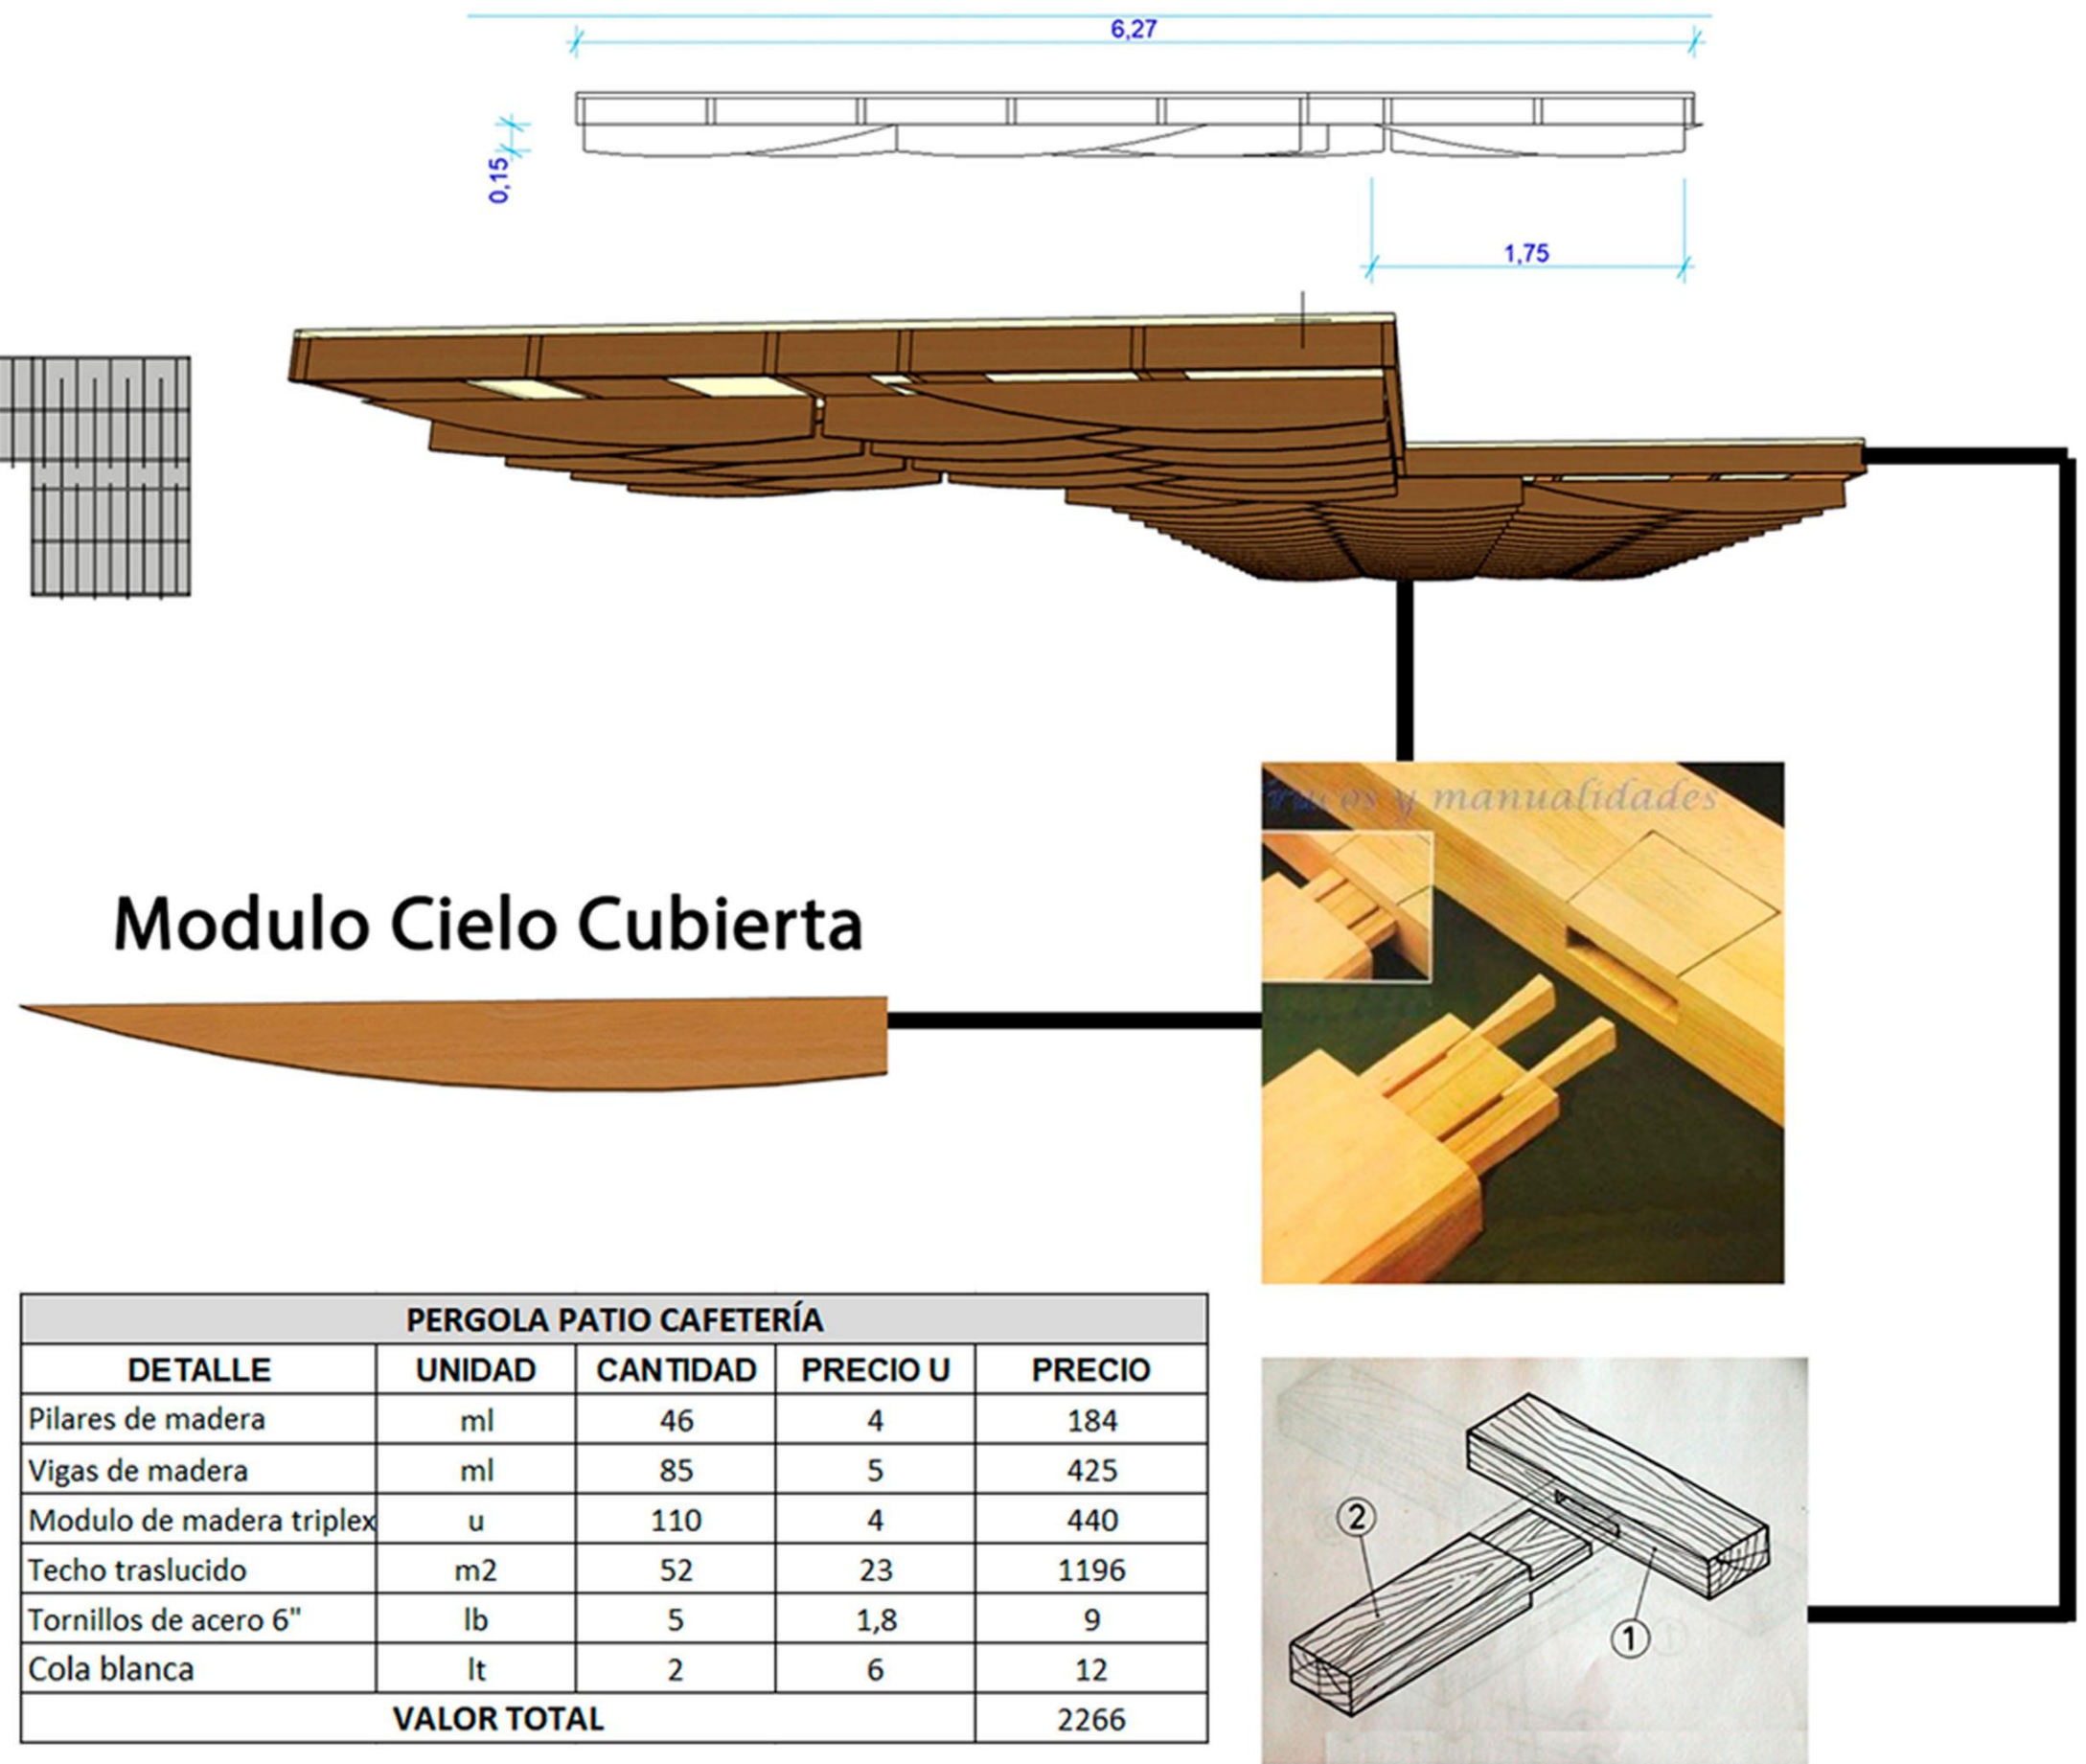 6,27
0,15
1,75
Trucos y manualidades
Modulo Cielo Cubierta
PERGOLA PATIO CAFETERÍA
DETALLE UNIDAD CANTIDAD PRECIO U PRECIO
Pilares de madera ml 46 4 184
Vigas de madera ml 85 5 425
Modulo de madera triplex u 110 4 440
Techo traslucido m2 52 23 1196
Tornillos de acero 6" lb 5 1,8 9
Cola blanca lt 2 6 12
VALOR TOTAL 2266
2
1